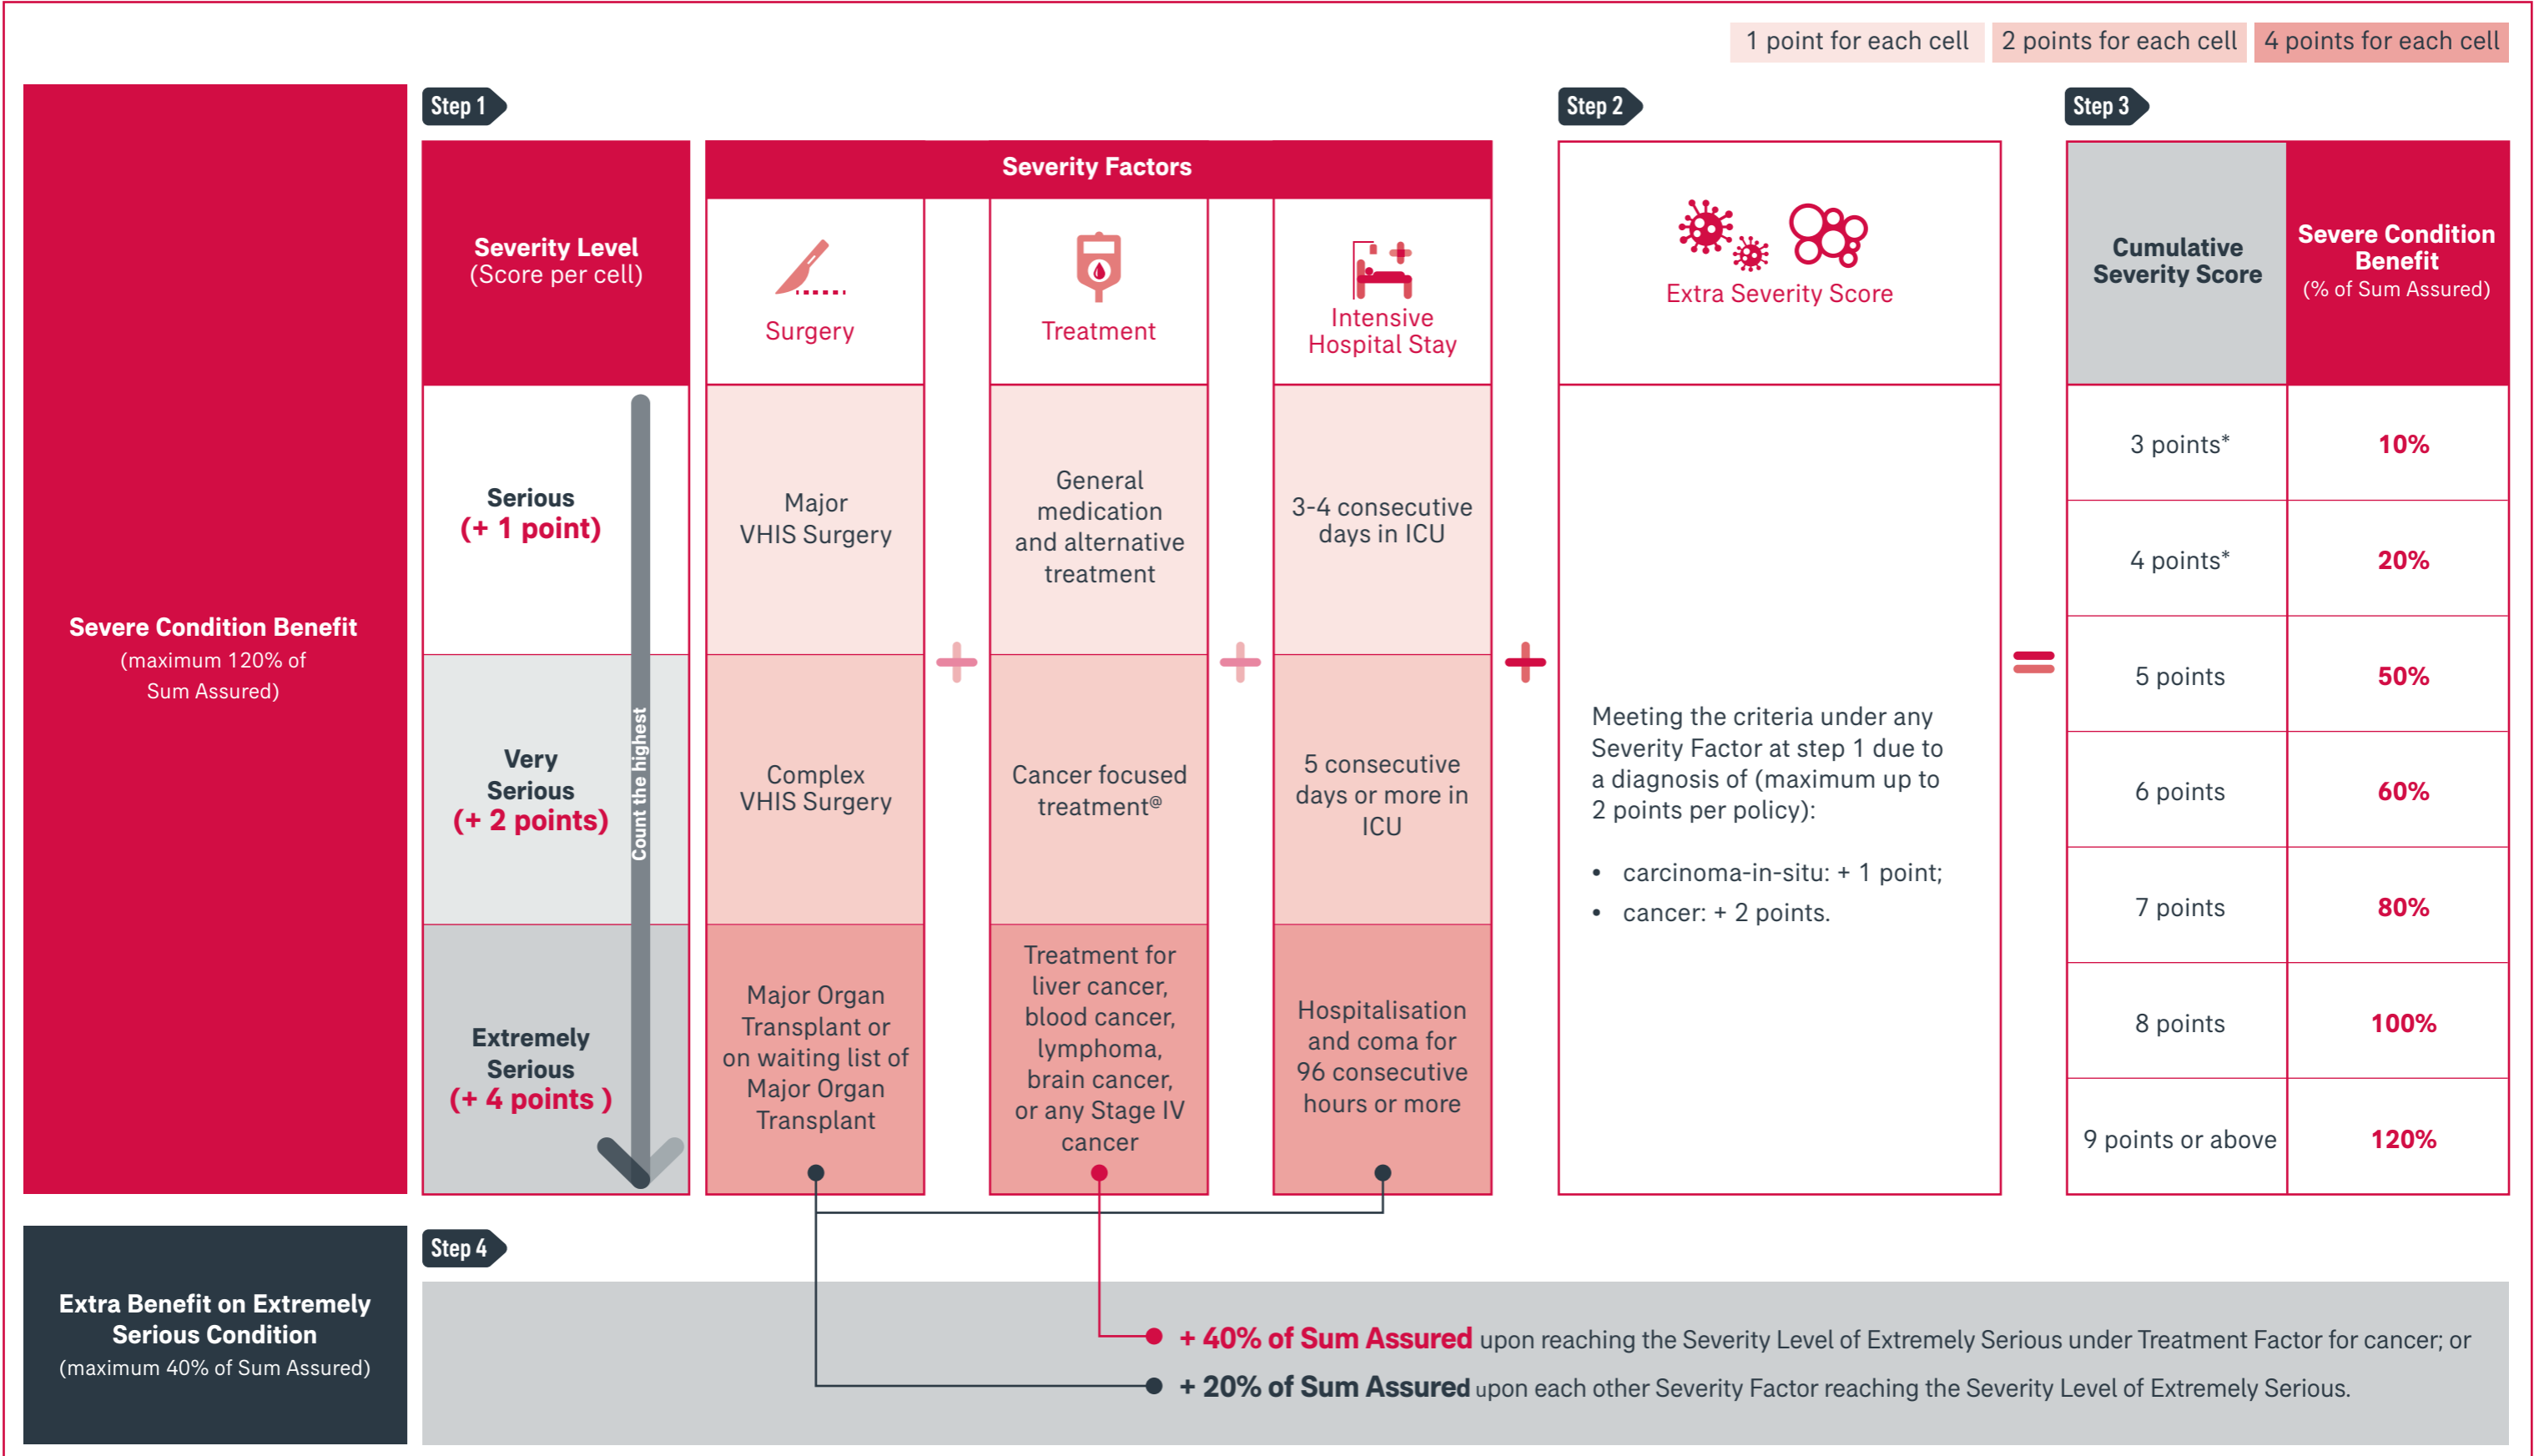 1 point for each cell
2 points for each cell
4 points for each cell
Severe Condition Benefit
(maximum 120% of
Sum Assured)
Step 1
Severity Level
(Score per cell)
Severity Factors
Surgery
Treatment
Intensive
Hospital Stay
Serious
(+ 1 point)
Major
VHIS Surgery
General
medication
and alternative
treatment
3-4 consecutive
days in ICU
Very
Serious
(+ 2 points)
Count the highest
Complex
VHIS Surgery
Cancer focused
treatment@
5 consecutive
days or more in
ICU
Extremely
Serious
(+ 4 points )
Major Organ
Transplant or
on waiting list of
Major Organ
Transplant
Treatment for
liver cancer,
blood cancer,
lymphoma,
brain cancer,
or any Stage IV
cancer
Hospitalisation
and coma for
96 consecutive
hours or more
Step 2
Extra Severity Score
Meeting the criteria under any
Severity Factor at step 1 due to
a diagnosis of (maximum up to
2 points per policy):
• carcinoma-in-situ: + 1 point;
• cancer: + 2 points.
Step 3
Cumulative
Severity Score
Severe Condition
Benefit
(% of Sum Assured)
3 points*
10%
4 points*
20%
5 points
50%
6 points
60%
7 points
80%
8 points
100%
9 points or above
120%
Extra Benefit on Extremely
Serious Condition
(maximum 40% of Sum Assured)
Step 4
+ 40% of Sum Assured upon reaching the Severity Level of Extremely Serious under Treatment Factor for cancer; or
+ 20% of Sum Assured upon each other Severity Factor reaching the Severity Level of Extremely Serious.